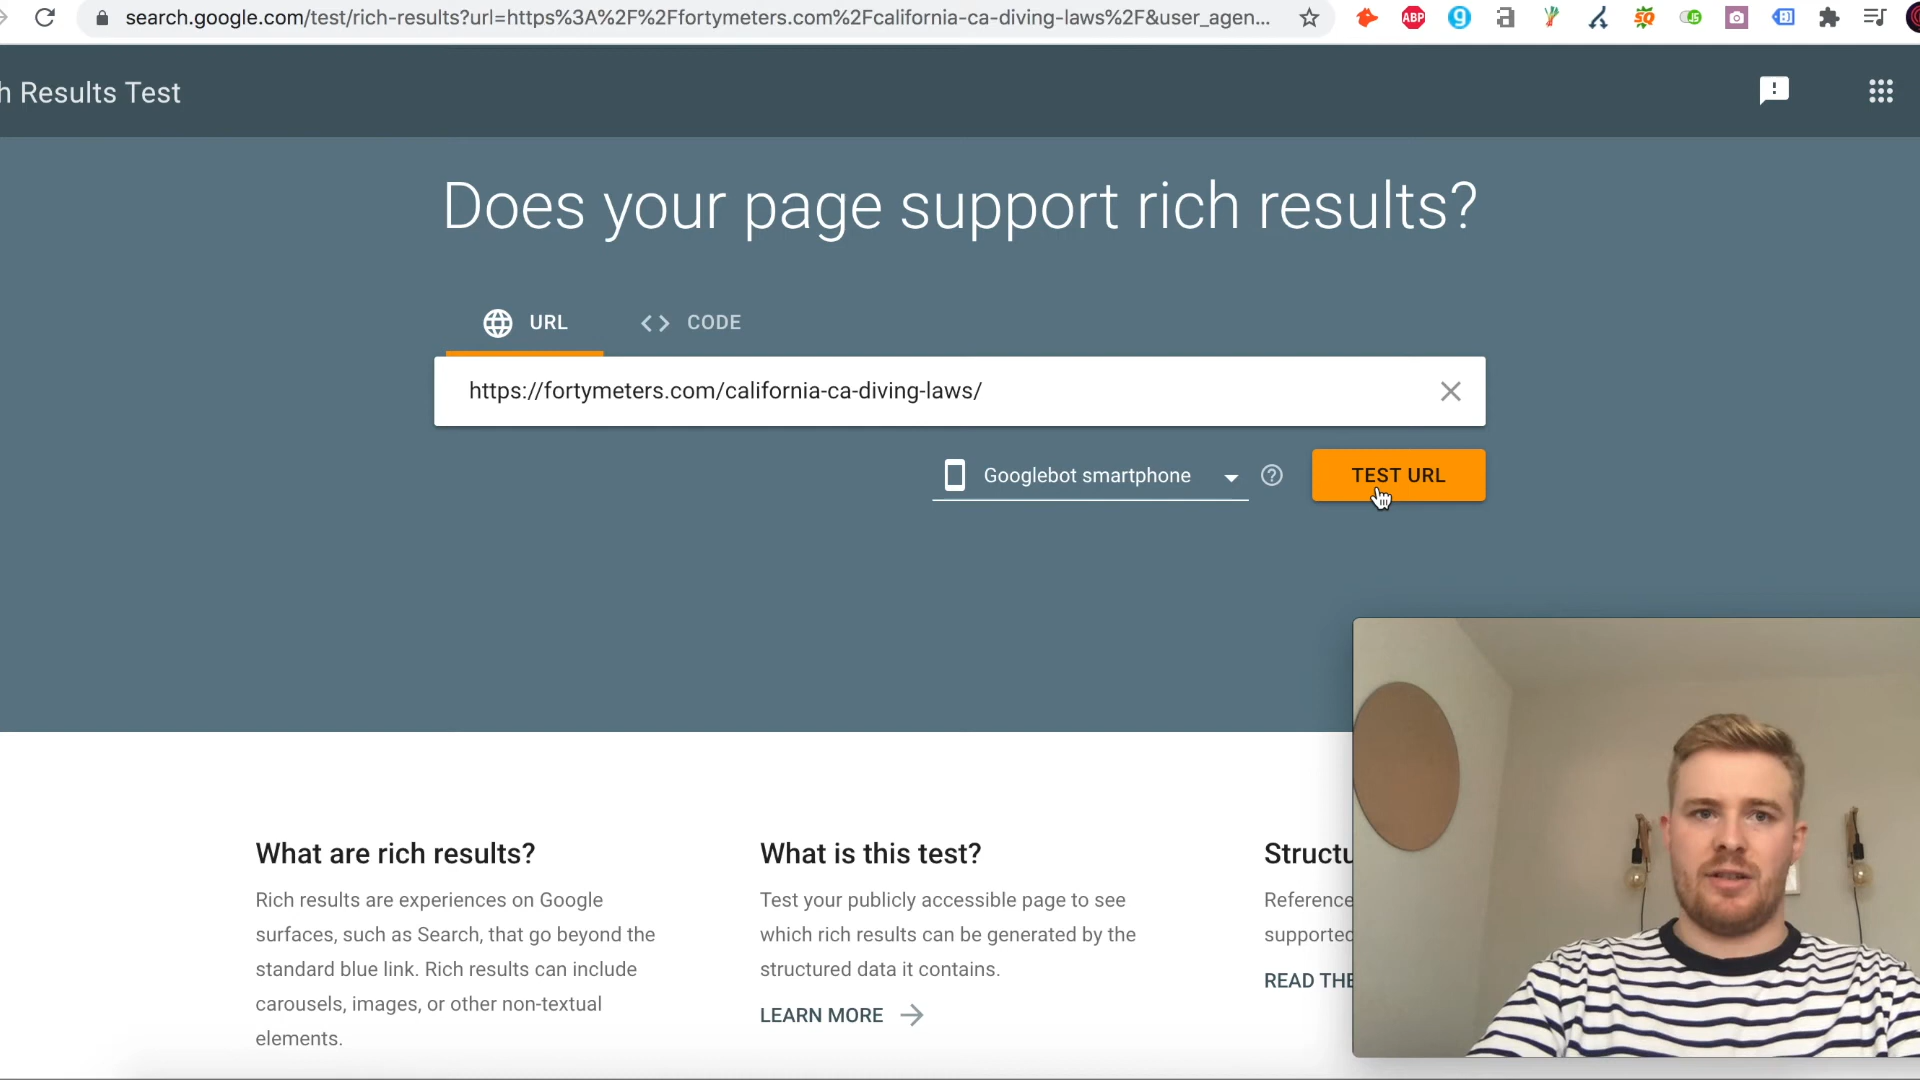 search.google.com/test/rich-results?url=https%3A%2F%2Ffortymeters.com%2Fcalifornia-ca-diving-laws%2F&user_agen...
ABP
h Results Test
Does your page support rich results?
URL
CODE
https://fortymeters.com/california-ca-diving-laws/
Googlebot smartphone
TEST URL
What are rich results?
Rich results are experiences on Google
surfaces, such as Search, that go beyond the
standard blue link. Rich results can include
carousels, images, or other non-textual
elements.
What is this test?
Test your publicly accessible page to see
which rich results can be generated by the
structured data it contains.
LEARN MORE
Structu
Reference
supported
READ THE